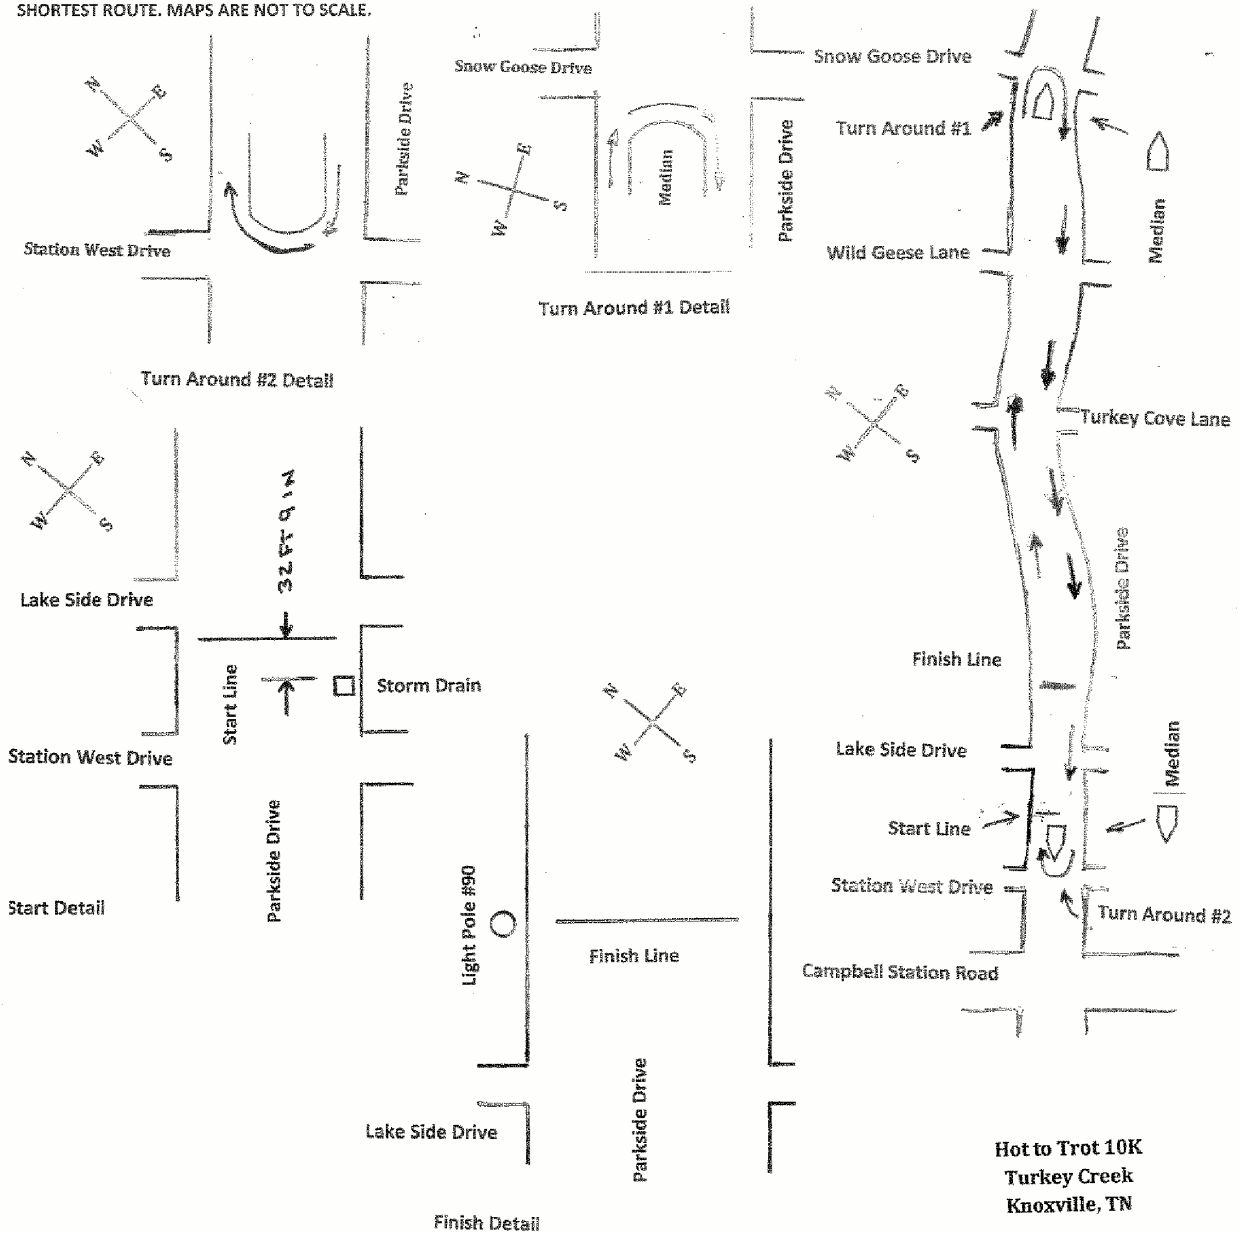 SHORTEST ROUTE. MAPS ARE NOT TO SCALE.
N
E
W
S
Parkside Drive
Station West Drive
Turn Around #2 Detail
Snow Goose Drive
N
E
W
S
Median
Parkside Drive
Turn Around #1 Detail
Snow Goose Drive
Turn Around #1
Median
Wild Geese Lane
N
E
W
S
Turkey Cove Lane
Parkside Drive
Finish Line
Lake Side Drive
Median
Start Line
Station West Drive
Turn Around #2
Campbell Station Road
N
E
W
S
32 FT 9 IN
Lake Side Drive
Start Line
Storm Drain
Station West Drive
Parkside Drive
Start Detail
N
E
W
S
Light Pole #90
Finish Line
Parkside Drive
Lake Side Drive
Finish Detail
Hot to Trot 10K
Turkey Creek
Knoxville, TN